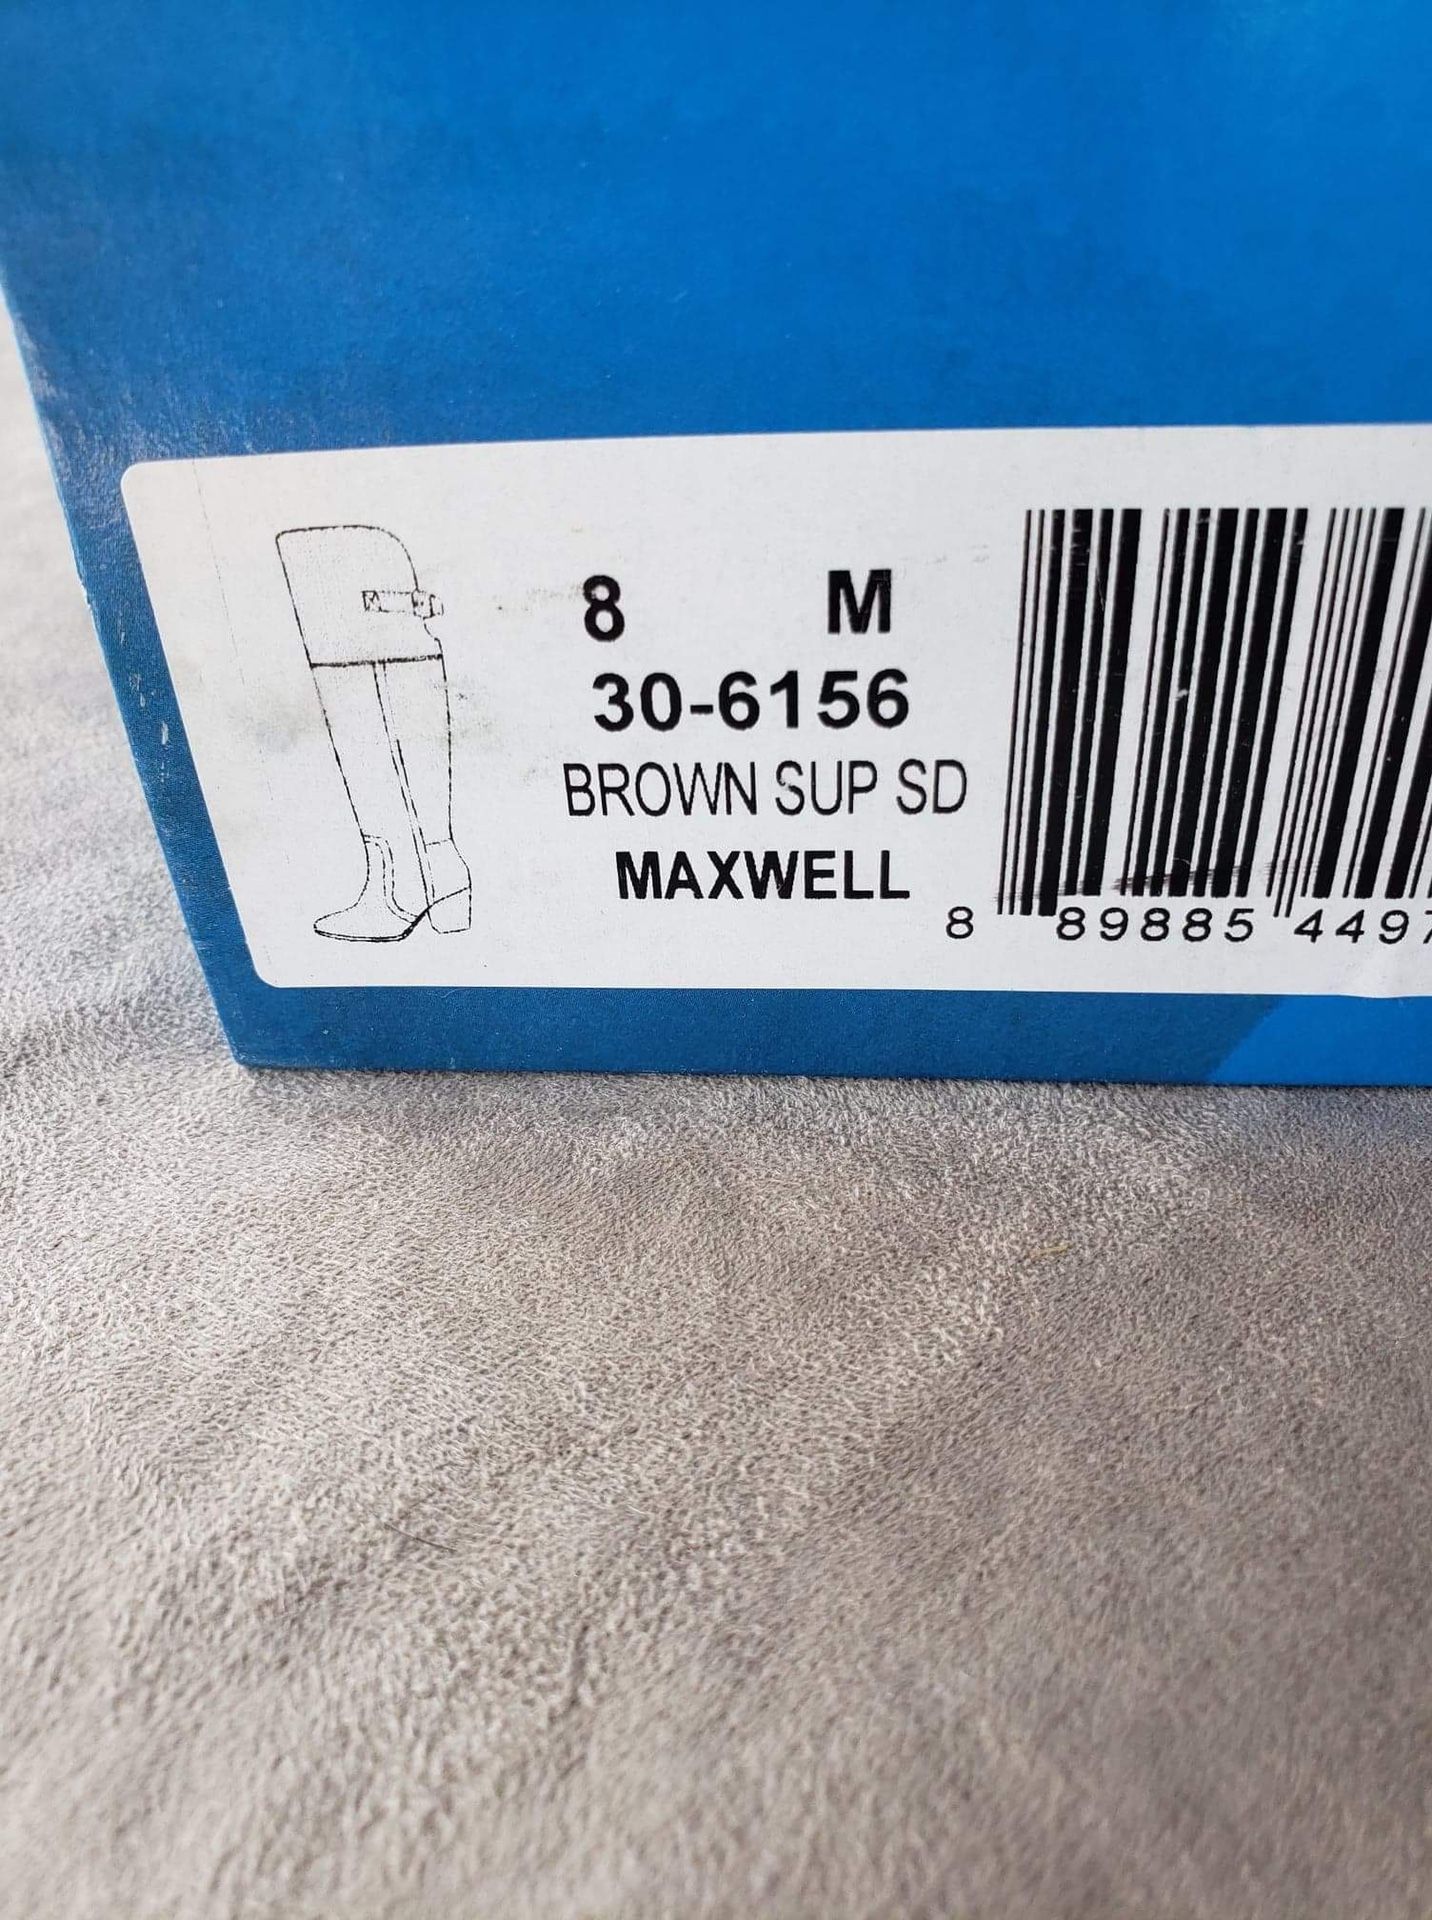 8 M
30-6156
BROWN SUP SD
MAXWELL
8 89885 4497